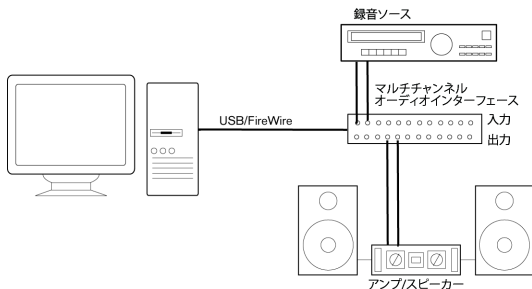 録音ソース
マルチチャンネル
オーディオインターフェース
USB/FireWire
入力
出力
アンプ/スピーカー